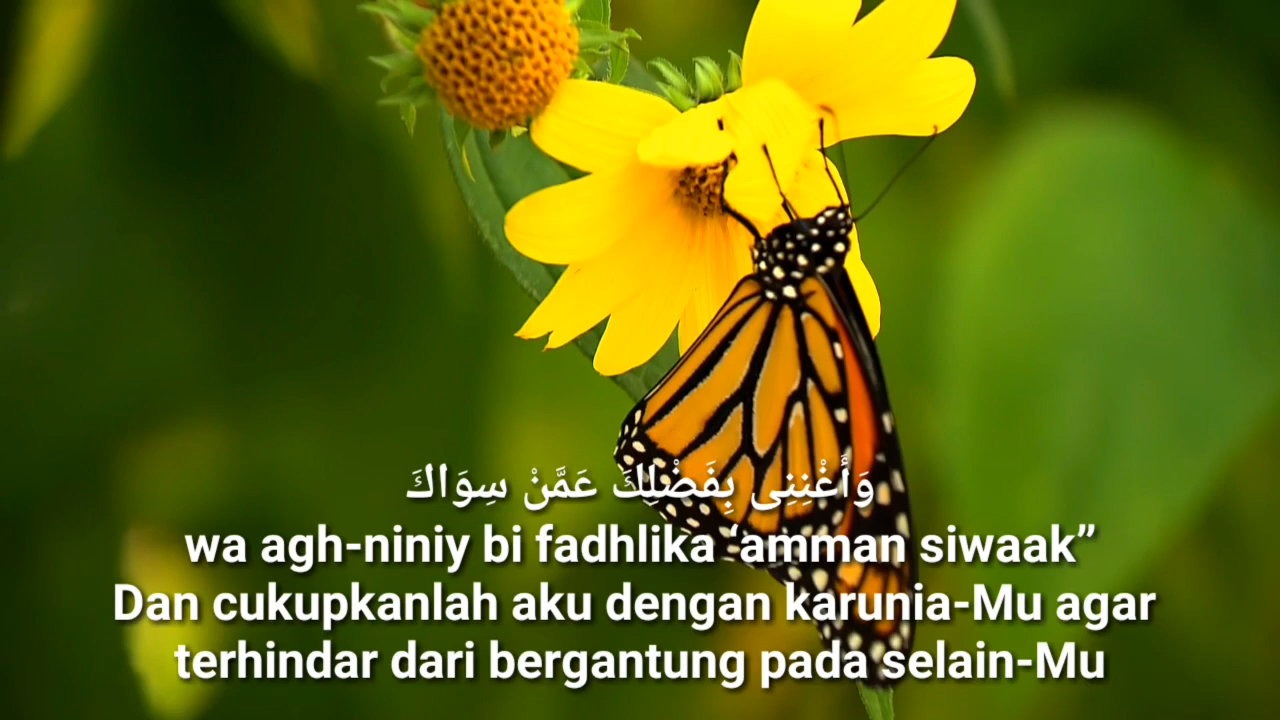 وَأَغْنِنِى بِفَضْلِكَ عَمَّنْ سِوَاكَ
wa agh-niniy bi fadhlika ‘amman siwaak”
Dan cukupkanlah aku dengan karunia-Mu agar
terhindar dari bergantung pada selain-Mu